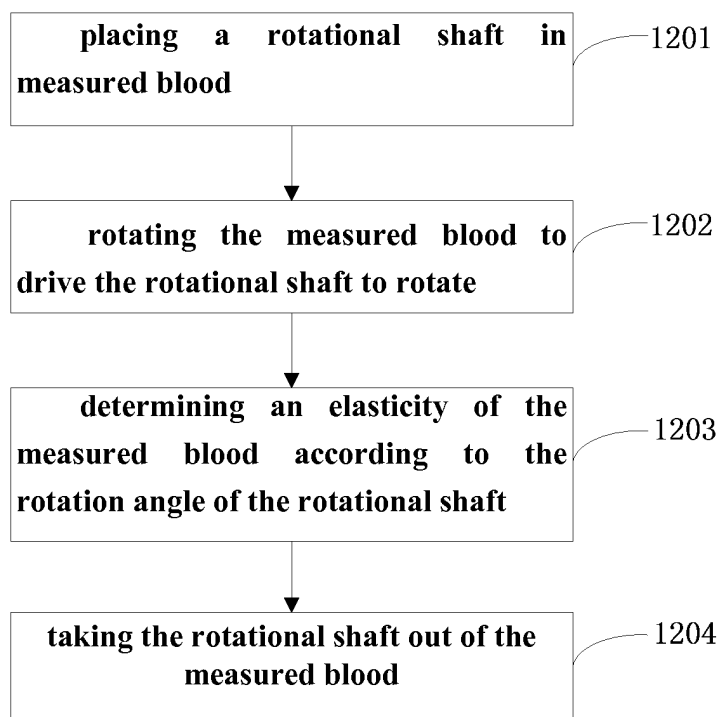 placing a rotational shaft in
1201
measured blood
rotating the measured blood to
1202
drive the rotational shaft to rotate
determining an elasticity of the
1203
measured blood according to the
rotation angle of the rotational shaft
taking the rotational shaft out of the
1204
measured blood